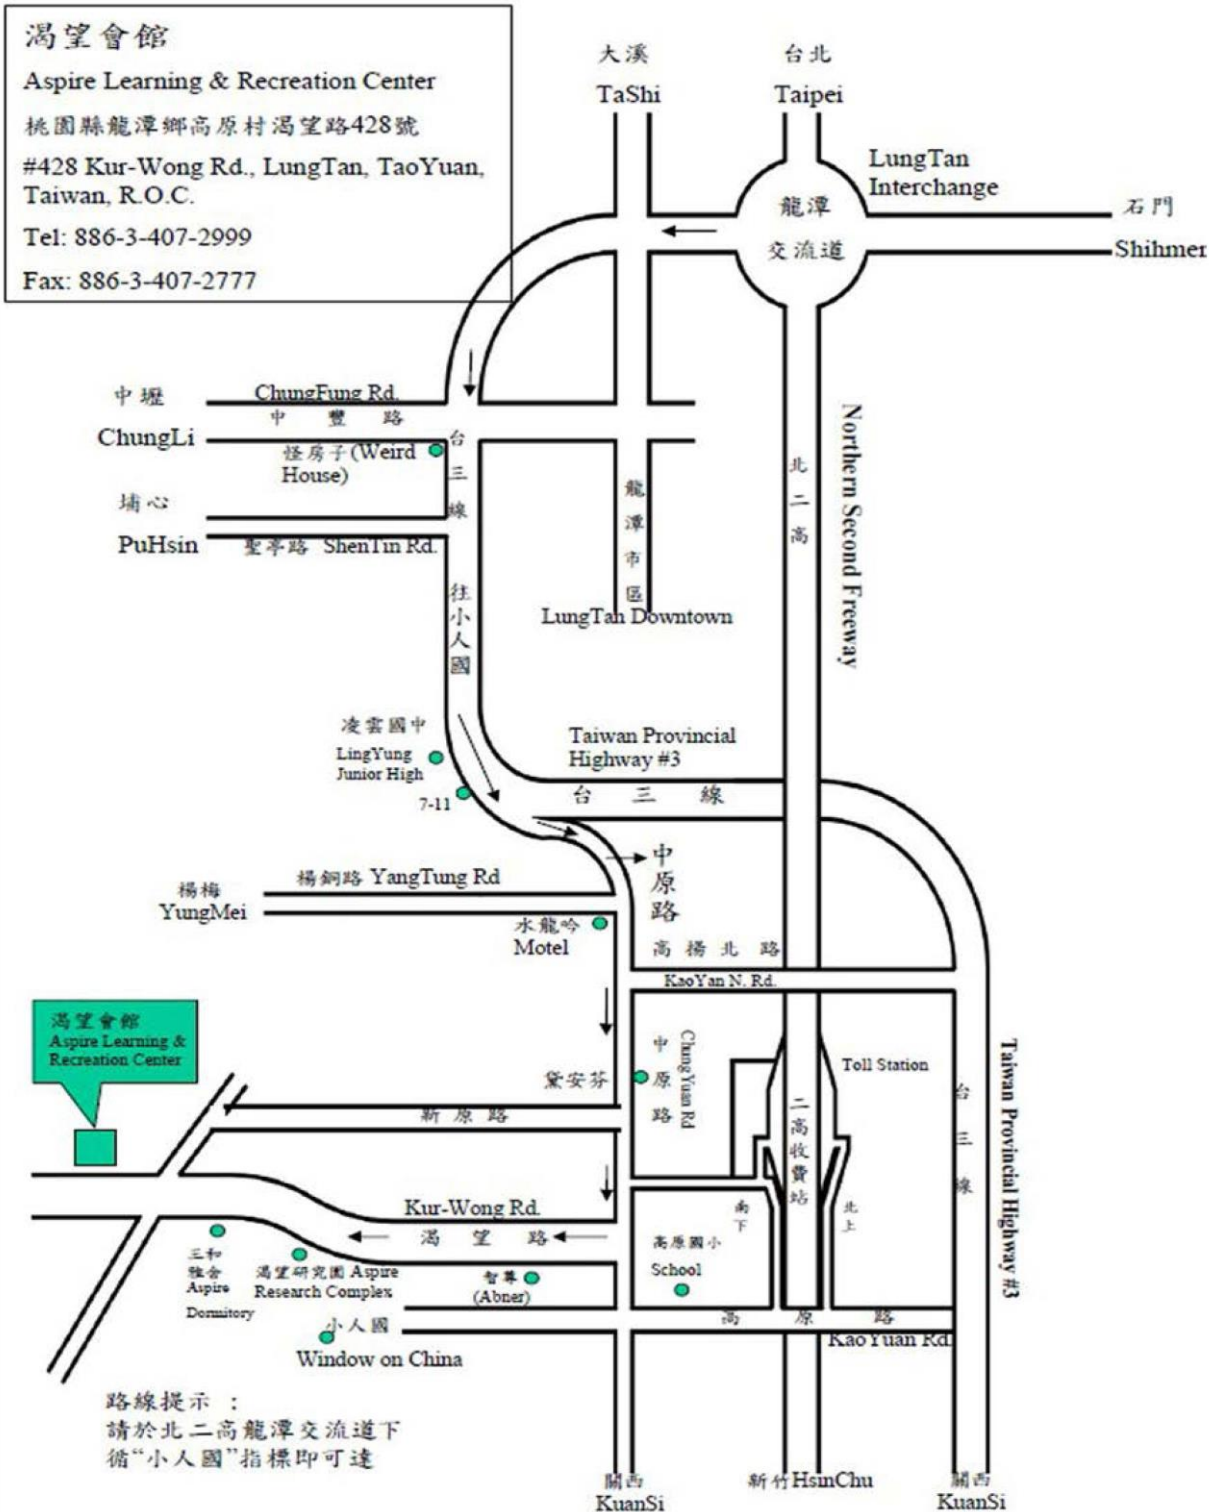 渴望會館
Aspire Learning & Recreation Center
桃園縣龍潭鄉高原村渴望路428號
#428 Kur-Wong Rd., LungTan, TaoYuan,
Taiwan, R.O.C.
Tel: 886-3-407-2999
Fax: 886-3-407-2777
大溪
TaShi
台北
Taipei
LungTan
Interchange
龍潭
交流道
石門
Shihmer
中壢
ChungLi
ChungFung Rd.
中豐路
怪房子(Weird
House)
台三線
埔心
PuHsin
聖亭路 ShenTin Rd.
往小人國
龍潭市區
LungTan Downtown
北二高
Northern Second Freeway
凌雲國中
LingYung
Junior High
7-11
Taiwan Provincial
Highway #3
台三線
中原路
楊梅
YungMei
楊銅路 YangTung Rd
水龍吟
Motel
高揚北路
KaoYan N. Rd.
渴望會館
Aspire Learning &
Recreation Center
黛安芬
中原路
ChungYuan Rd
Toll Station
二高收費站
台三線
Taiwan Provincial Highway #3
新原路
Kur-Wong Rd.
渴望路
南下
北上
高原國小
School
三和
雅舍
Aspire
Dormitory
渴望研究園 Aspire
Research Complex
智尊
(Abner)
小人國
Window on China
高原路
KaoYuan Rd.
路線提示 :
請於北二高龍潭交流道下
循“小人國”指標即可達
關西
KuanSi
新竹HsinChu
關西
KuanSi